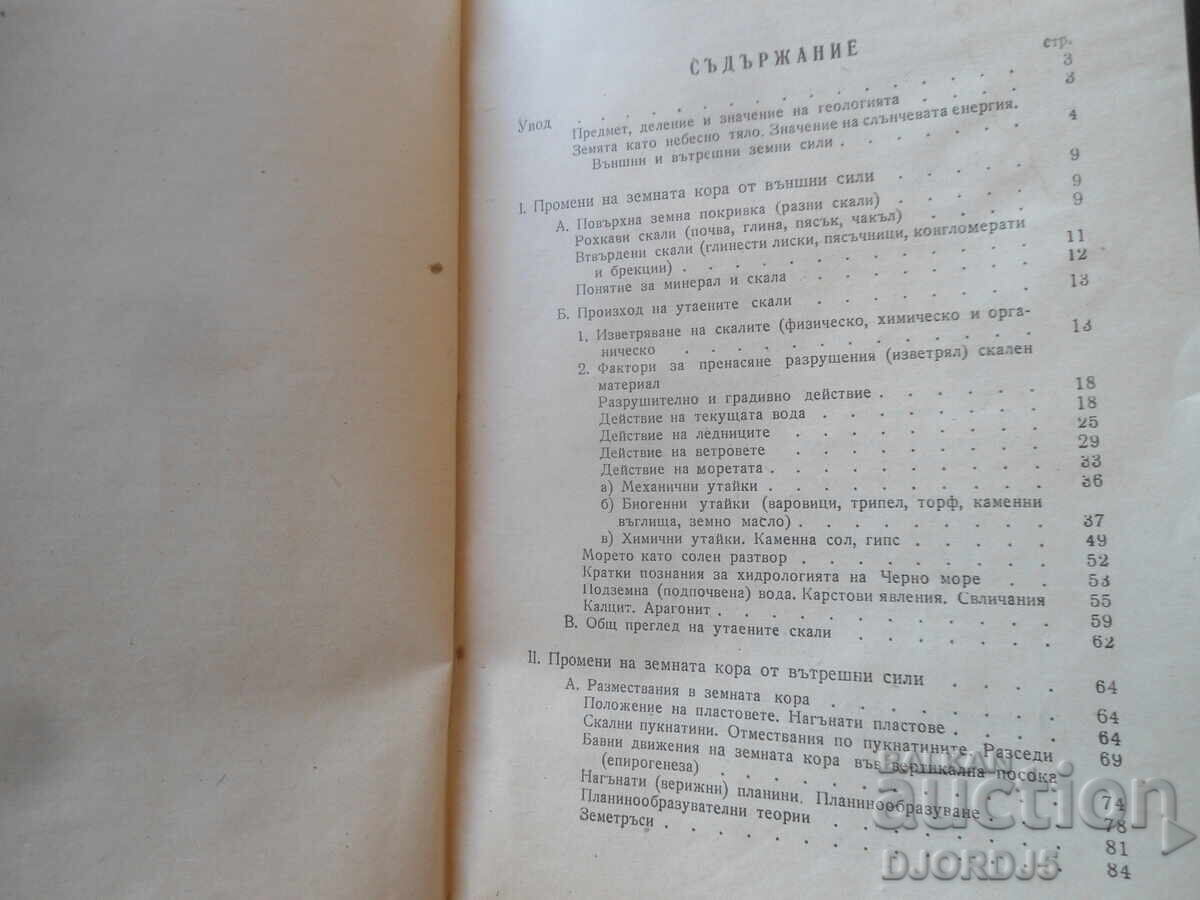 СЪДЪРЖАНИЕ
стр.
Увод . . . . . . . . . . . . 3
Предмет, деление и значение на геологията . . . . 3
Земята като небесно тяло. Значение на слънчевата енергия.
Външни и вътрешни земни сили . . . . . . . 4
I. Промени на земната кора от външни сили . . . . . 9
А. Повърхна земна покривка (разни скали) . . . . . 9
Рохкави скали (почва, глина, пясък, чакъл) . . . . 9
Втвърдени скали (глинести лиски, пясъчници, конгломерати
и брекции) . . . . . . . . . . . 11
Понятие за минерал и скала . . . . . . . . 12
Б. Произход на утаените скали . . . . . . . 13
1. Изветряване на скалите (физическо, химическо и орга-
ническо . . . . . . . . . . . 13
2. Фактори за пренасяне разрушения (изветрял) скален
материал
Разрушително и градивно действие . . . . . . 18
Действие на текущата вода . . . . . . . . 18
Действие на ледниците . . . . . . . . 25
Действие на ветровете . . . . . . . . 29
Действие на моретата . . . . . . . . . 33
а) Механични утайки . . . . . . . . . 36
б) Биогенни утайки (варовици, трипел, торф, каменни
въглища, земно масло) . . . . . . . . 37
в) Химични утайки. Каменна сол, гипс . . . . . 49
Морето като солен разтвор . . . . . . . . 52
Кратки познания за хидрологията на Черно море . . 53
Подземна (подпочвена) вода. Карстови явления. Свличания 55
Калцит. Арагонит . . . . . . . . . . 59
В. Общ преглед на утаените скали . . . . . . 62
II. Промени на земната кора от вътрешни сили . . . . 64
А. Размествания в земната кора . . . . . . . 64
Положение на пластовете. Нагънати пластове . . . . 64
Скални пукнатини. Отмествания по пукнатините. Разседи 69
Бавни движения на земната кора във вертикална посока
(епирогенеза) . . . . . . . . . . 74
Нагънати (верижни) планини. Планинообразуване . . . 78
Планинообразувателни теории . . . . . . . 81
Земетръси . . . . . . . . . . . 84
BALKAN
auction
DJORDJ5